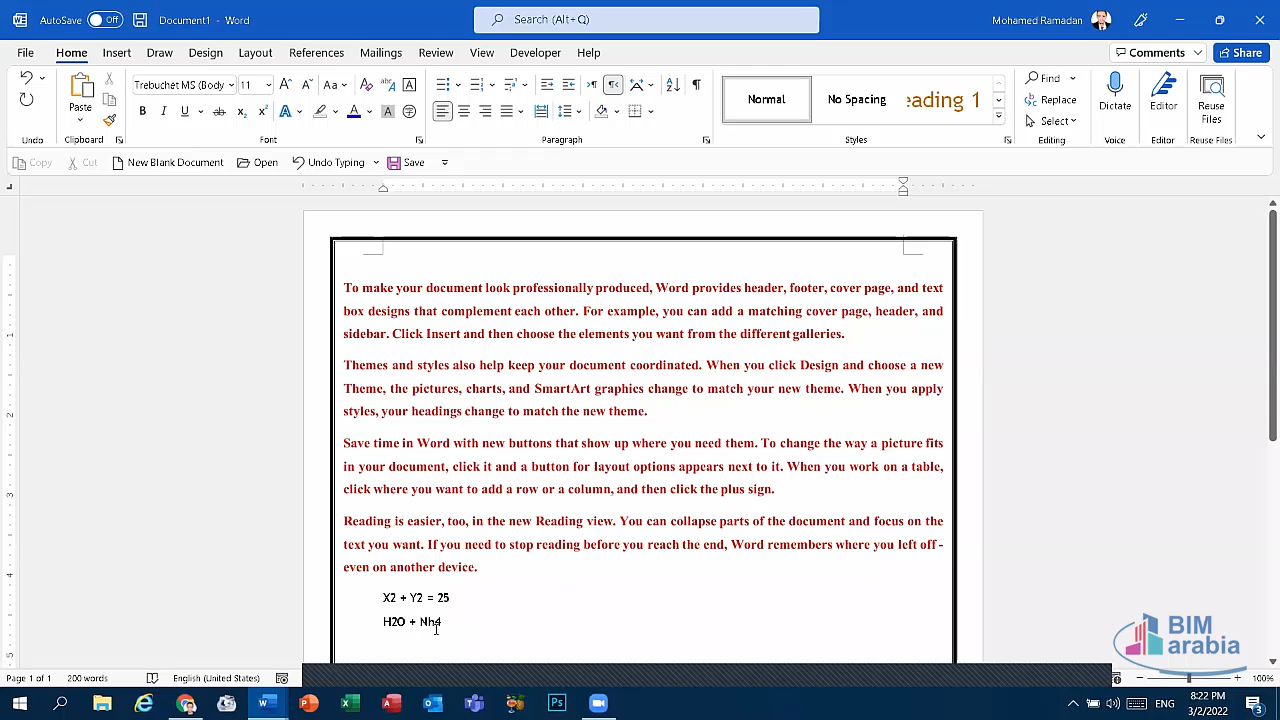 AutoSave Off Document1 - Word Search (Alt+Q) Mohamed Ramadan
File Home Insert Draw Design Layout References Mailings Review View Developer Help Comments Share
Trebuchet MS (Body 11 Aa
Paste Normal No Spacing eading 1 Find Replace Select Dictate Editor Reuse Files
B I U ab x2 x2 A A A
Undo Clipboard Font Paragraph Styles Editing Voice Editor Reuse Files
Copy Cut New Blank Document Open Undo Typing Save
To make your document look professionally produced, Word provides header, footer, cover page, and text
box designs that complement each other. For example, you can add a matching cover page, header, and
sidebar. Click Insert and then choose the elements you want from the different galleries.
Themes and styles also help keep your document coordinated. When you click Design and choose a new
Theme, the pictures, charts, and SmartArt graphics change to match your new theme. When you apply
styles, your headings change to match the new theme.
Save time in Word with new buttons that show up where you need them. To change the way a picture fits
in your document, click it and a button for layout options appears next to it. When you work on a table,
click where you want to add a row or a column, and then click the plus sign.
Reading is easier, too, in the new Reading view. You can collapse parts of the document and focus on the
text you want. If you need to stop reading before you reach the end, Word remembers where you left off -
even on another device.
X2 + Y2 = 25
H2O + Nh4
BIM
arabia
Page 1 of 1 200 words English (United States) 100%
8:22 PM
3/2/2022